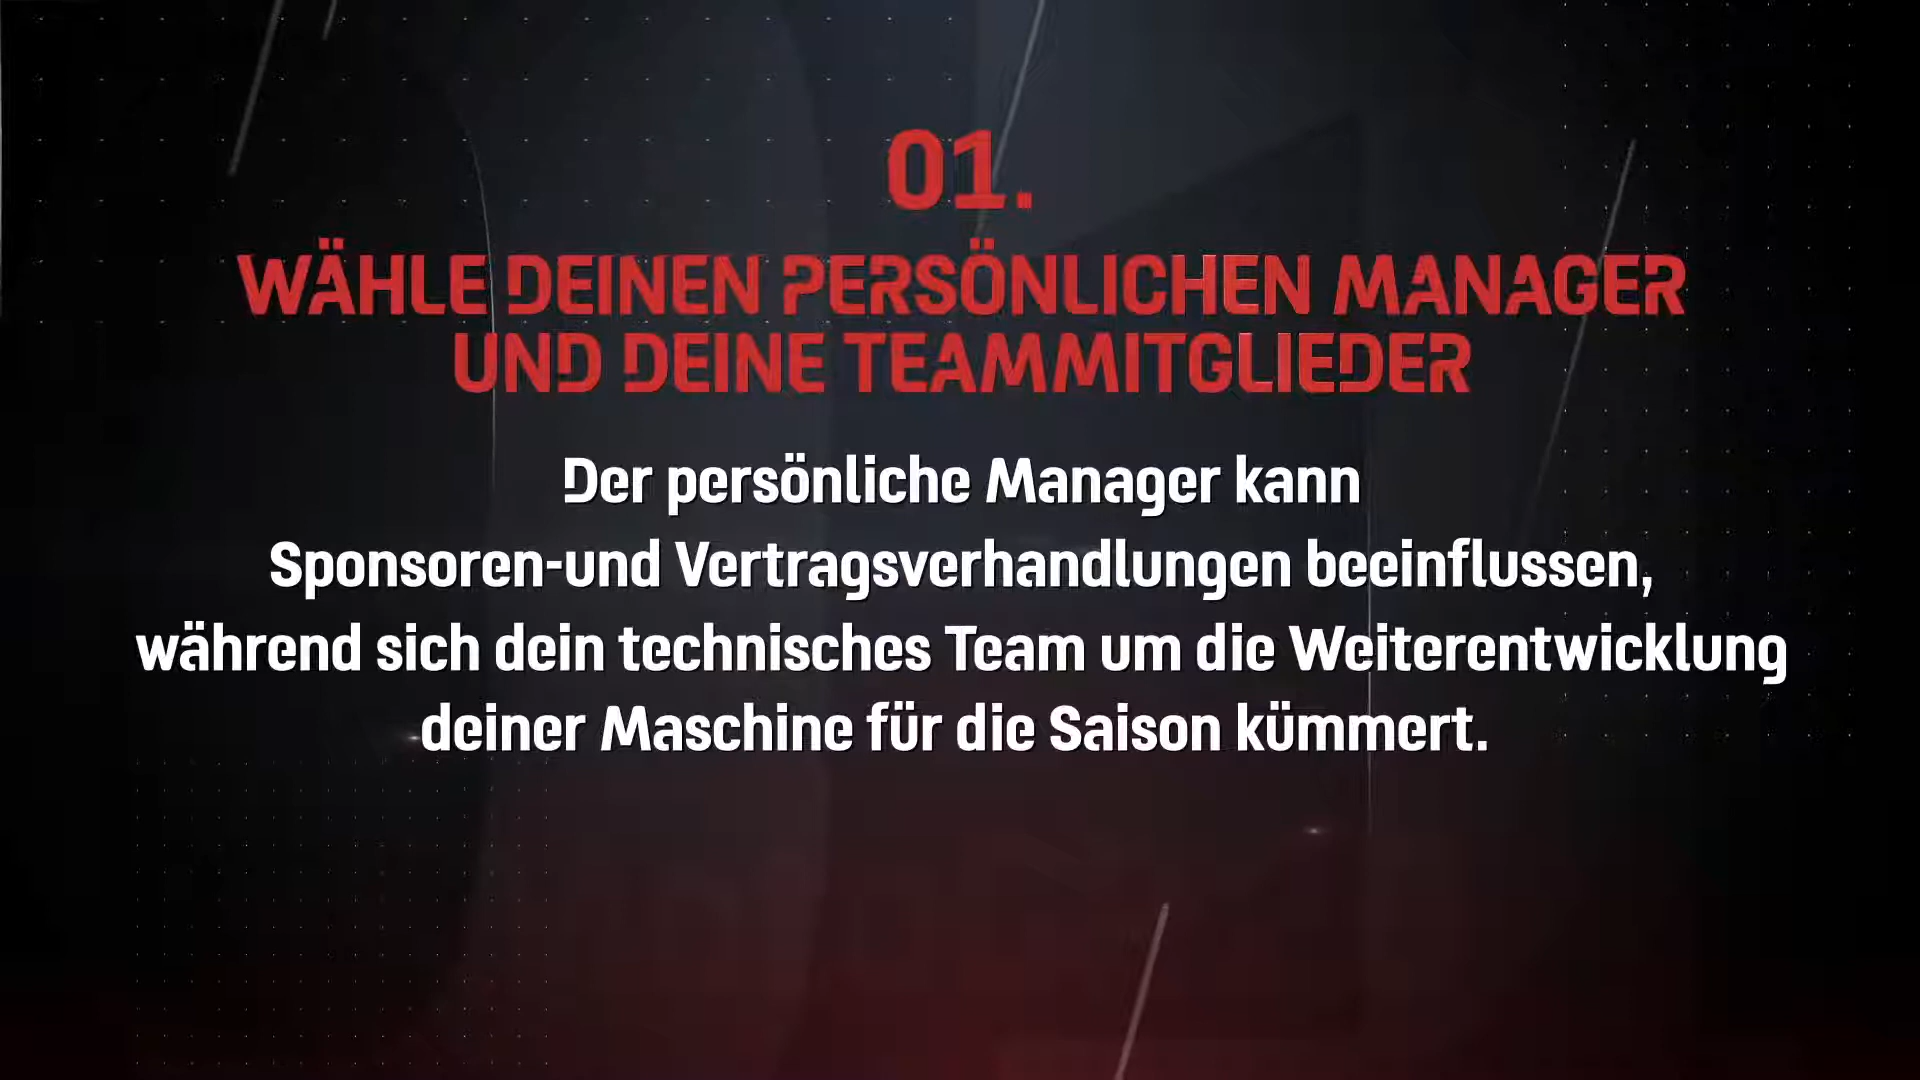 01.
WÄHLE DEINEN PERSÖNLICHEN MANAGER
UND DEINE TEAMMITGLIEDER
Der persönliche Manager kann
Sponsoren-und Vertragsverhandlungen beeinflussen,
während sich dein technisches Team um die Weiterentwicklung
deiner Maschine für die Saison kümmert.